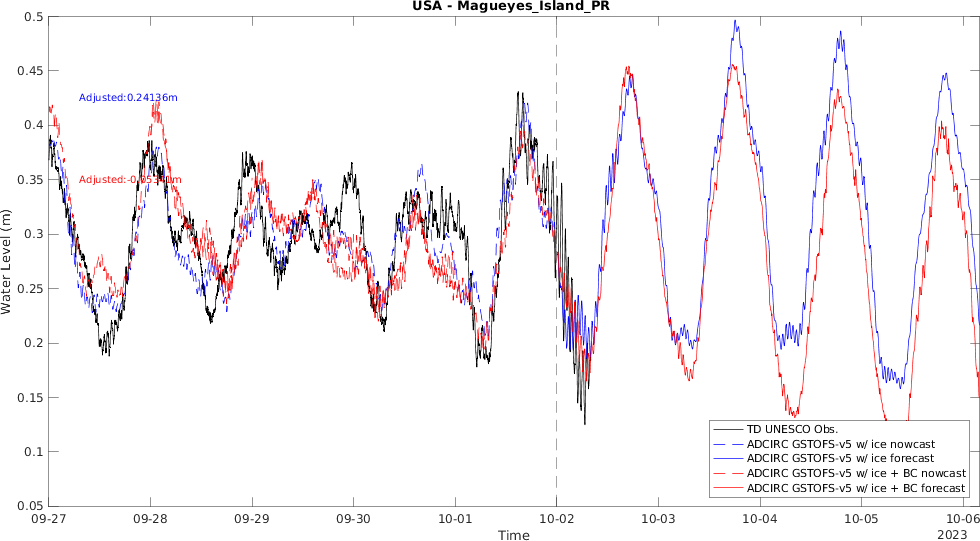 USA - Magueyes_Island_PR
0.5
0.45
0.4
0.35
0.3
0.25
0.2
0.15
0.1
0.05
Water Level (m)
Adjusted:0.24136m
09-27
09-28
09-29
09-30
10-01
10-02
10-03
10-04
10-05
10-06
2023
Time
TD UNESCO Obs.
ADCIRC GSTOFS-v5 w/ ice nowcast
ADCIRC GSTOFS-v5 w/ ice forecast
ADCIRC GSTOFS-v5 w/ ice + BC nowcast
ADCIRC GSTOFS-v5 w/ ice + BC forecast